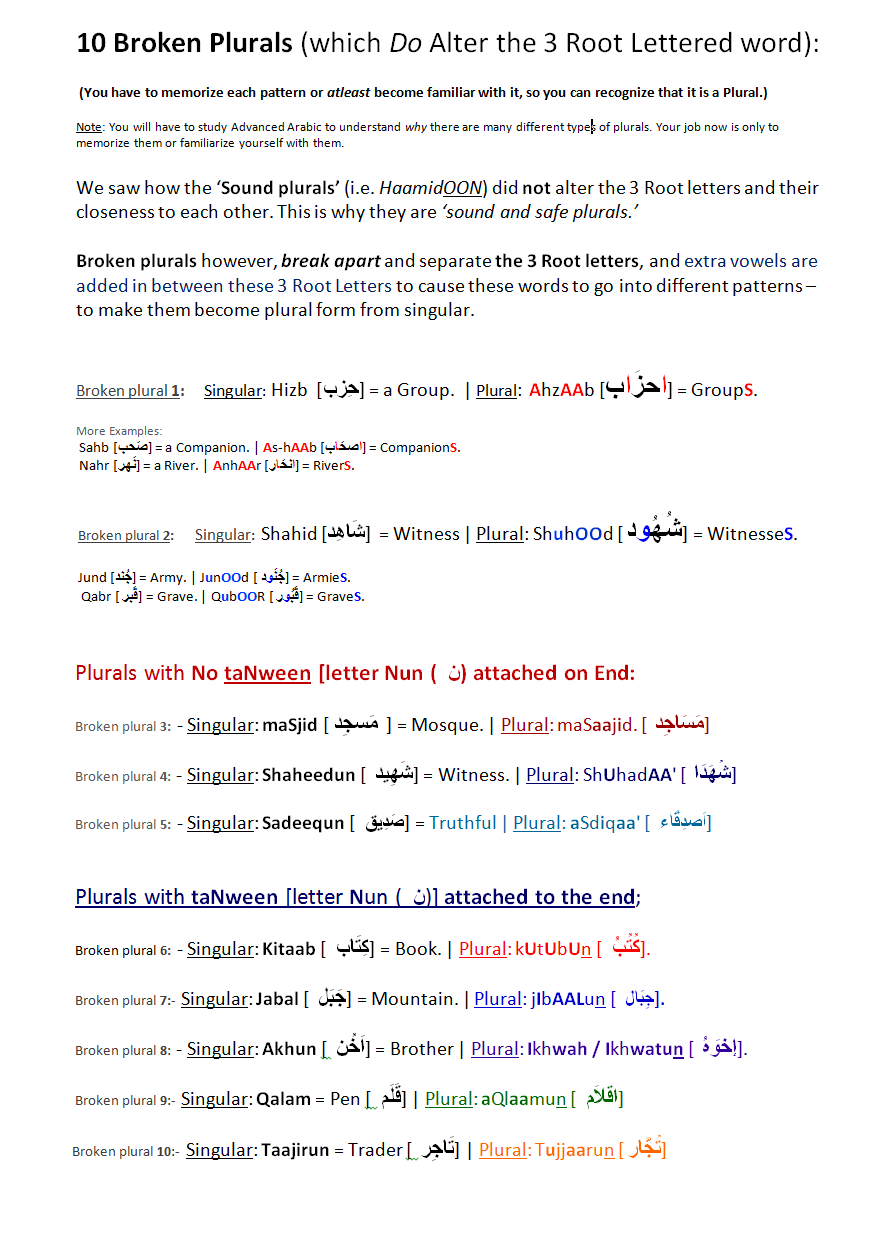 10 Broken Plurals (which Do Alter the 3 Root Lettered word):
(You have to memorize each pattern or atleast become familiar with it, so you can recognize that it is a Plural.)
Note: You will have to study Advanced Arabic to understand why there are many different types of plurals. Your job now is only to
memorize them or familiarize yourself with them.
We saw how the ‘Sound plurals’ (i.e. HaamidOON) did not alter the 3 Root letters and their
closeness to each other. This is why they are ‘sound and safe plurals.’
Broken plurals however, break apart and separate the 3 Root letters, and extra vowels are
added in between these 3 Root Letters to cause these words to go into different patterns –
to make them become plural form from singular.
Broken plural 1: Singular: Hizb [حِزب] = a Group. | Plural: AhzAAb [احزَاب] = GroupS.
More Examples:
Sahb [صَحب] = a Companion. | As-hAAb [اصحَاب] = CompanionS.
Nahr [نَهر] = a River. | AnhAAr [انحَار] = RiverS.
Broken plural 2: Singular: Shahid [شَاهِد] = Witness | Plural: ShuhOOd [شُهُود] = WitnesseS.
Jund [جُند] = Army. | JunOOd [جُنُود] = ArmieS.
Qabr [قَبر] = Grave. | QubOOR [قُبُور] = GraveS.
Plurals with No taNween [letter Nun ( ن) attached on End:
Broken plural 3: - Singular: maSjid [ مَسجِد ] = Mosque. | Plural: maSaajid. [ مَسَاجِد]
Broken plural 4: - Singular: Shaheedun [ شَهِيد] = Witness. | Plural: ShUhadAA' [ شُهَدَا]
Broken plural 5: - Singular: Sadeequn [ صَدِيق] = Truthful | Plural: aSdiqaa' [ اَصدِقَاء]
Plurals with taNween [letter Nun ( ن)] attached to the end;
Broken plural 6: - Singular: Kitaab [ كِتَاب] = Book. | Plural: kUtUbUn [ كُتُبُ].
Broken plural 7:- Singular: Jabal [ جَبَل] = Mountain. | Plural: jIbAALun [ جِبَال].
Broken plural 8: - Singular: Akhun [ أَخُن] = Brother | Plural: Ikhwah / Ikhwatun [ إخوَهُ].
Broken plural 9:- Singular: Qalam = Pen [ قَلَم] | Plural: aQlaamun [ اقلَام]
Broken plural 10:- Singular: Taajirun = Trader [ تَاجِر] | Plural: Tujjaarun [ تُجَّار]